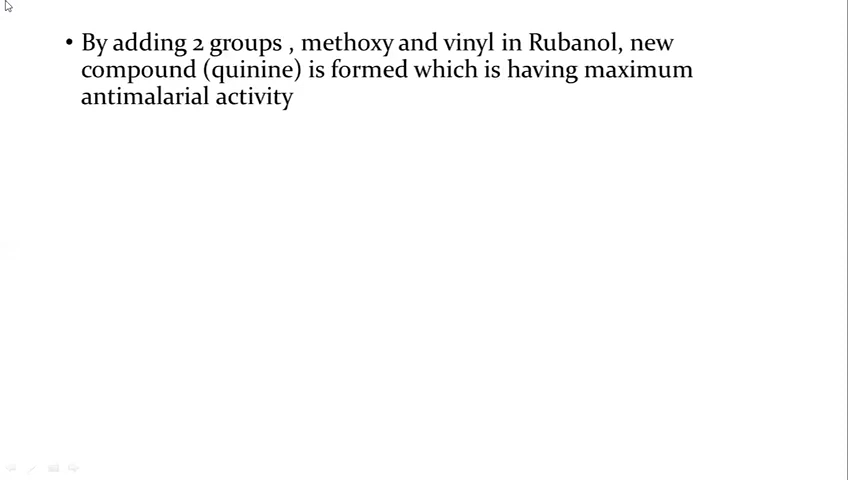 • By adding 2 groups , methoxy and vinyl in Rubanol, new
compound (quinine) is formed which is having maximum
antimalarial activity